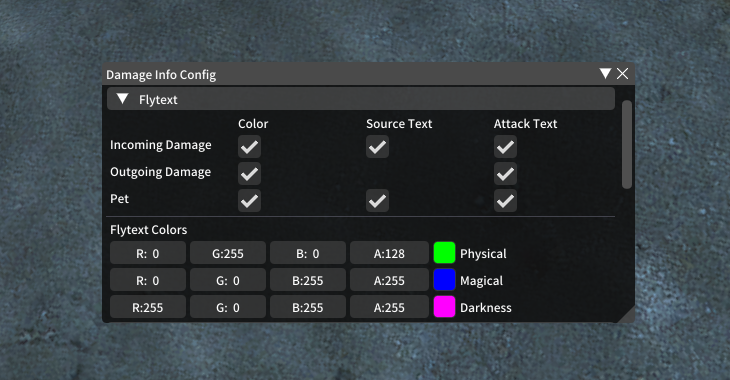 Damage Info Config
Flytext
Color Source Text Attack Text
Incoming Damage
Outgoing Damage
Pet
Flytext Colors
R: 0 G:255 B: 0 A:128 Physical
R: 0 G: 0 B:255 A:255 Magical
R:255 G: 0 B:255 A:255 Darkness